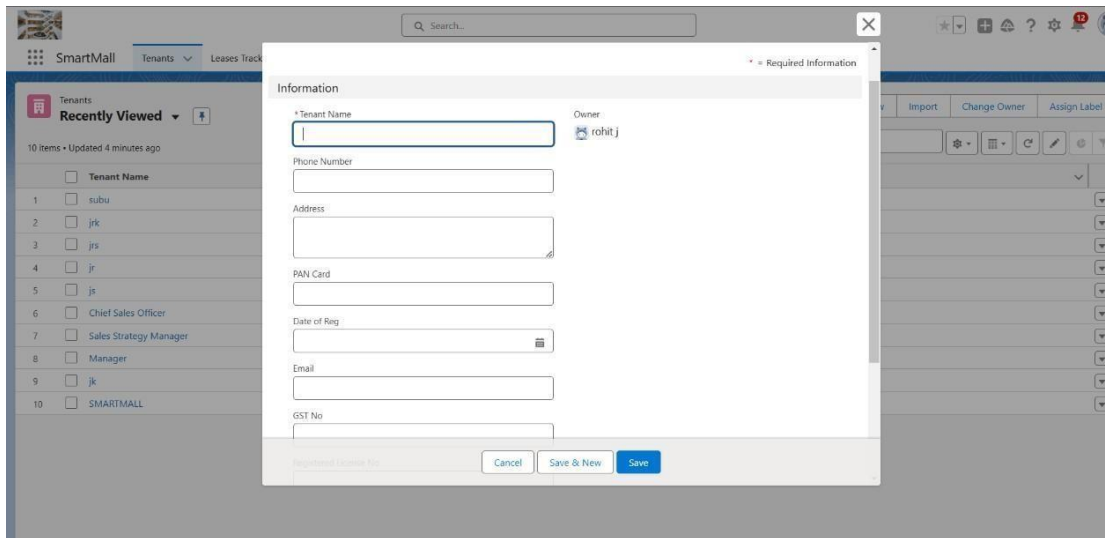 Search...
12
SmartMall Tenants Leases Track
Tenants
Recently Viewed
10 items • Updated 4 minutes ago
Import Change Owner Assign Label
Tenant Name
1 subu
2 jrk
3 jrs
4 jr
5 js
6 Chief Sales Officer
7 Sales Strategy Manager
8 Manager
9 jk
10 SMARTMALL
* = Required Information
Information
* Tenant Name
Owner
rohit j
Phone Number
Address
PAN Card
Date of Reg
Email
GST No
Cancel Save & New Save